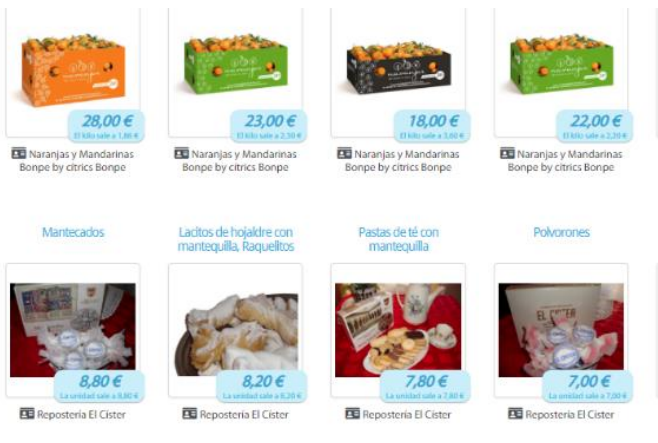 28,00 €
El kilo sale a 1,86 €
23,00 €
El kilo sale a 2,30 €
18,00 €
El kilo sale a 3,60 €
22,00 €
El kilo sale a 2,20 €
Naranjas y Mandarinas
Bonpe by citrics Bonpe
Naranjas y Mandarinas
Bonpe by citrics Bonpe
Naranjas y Mandarinas
Bonpe by citrics Bonpe
Naranjas y Mandarinas
Bonpe by citrics Bonpe
Mantecados
Lacitos de hojaldre con
mantequilla, Raquelitos
Pastas de té con
mantequilla
Polvorones
EL CISTER
8,80 €
La unidad sale a 8,80 €
8,20 €
La unidad sale a 8,20 €
7,80 €
La unidad sale a 7,80 €
7,00 €
La unidad sale a 7,00 €
Repostería El Cister
Repostería El Cister
Repostería El Cister
Repostería El Cister